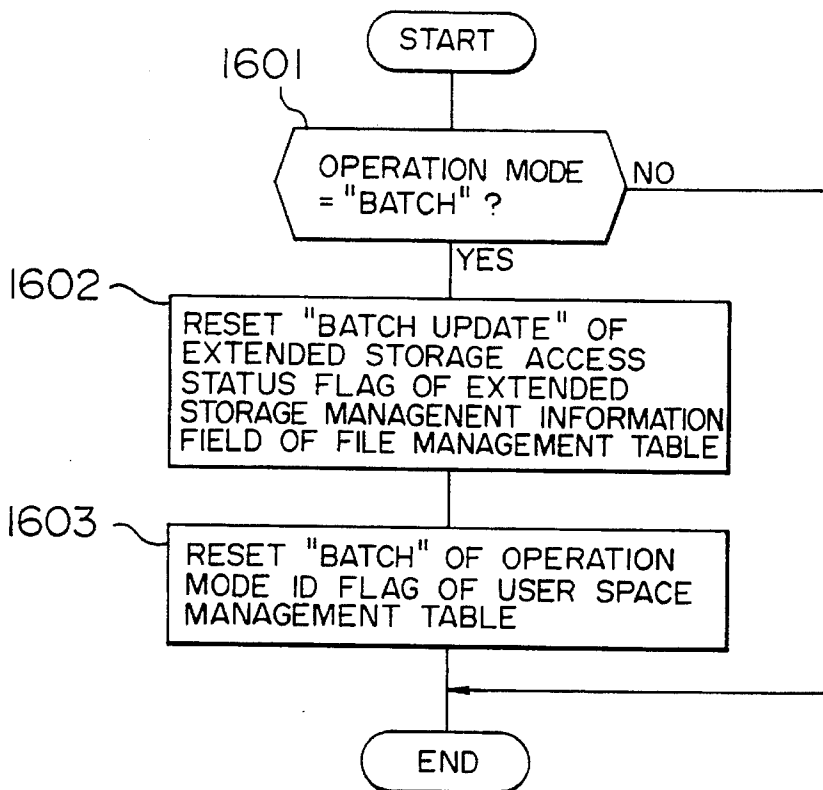 START
1601
OPERATION MODE
= "BATCH" ?
NO
YES
1602
RESET "BATCH UPDATE" OF
EXTENDED STORAGE ACCESS
STATUS FLAG OF EXTENDED
STORAGE MANAGENENT INFORMATION
FIELD OF FILE MANAGEMENT TABLE
1603
RESET "BATCH" OF OPERATION
MODE ID FLAG OF USER SPACE
MANAGEMENT TABLE
END